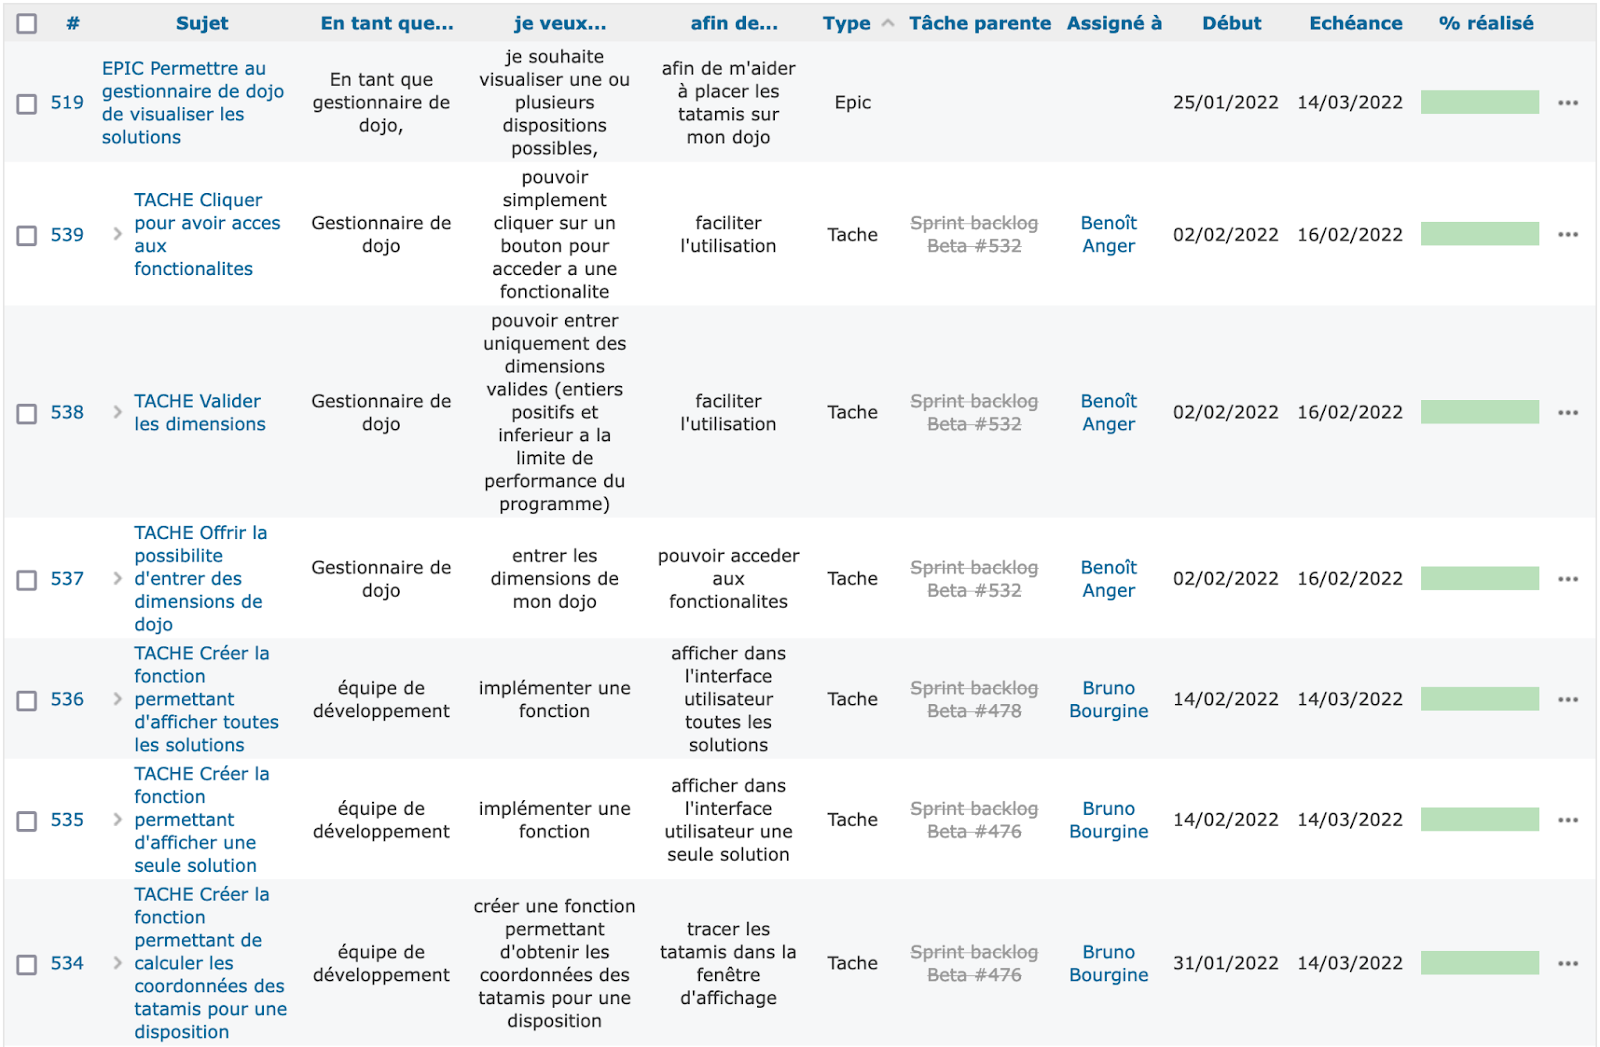 # Sujet En tant que... je veux... afin de... Type Tâche parente Assigné à Début Echéance % réalisé
519
EPIC Permettre au
gestionnaire de dojo
de visualiser les
solutions
En tant que
gestionnaire de
dojo,
je souhaite
visualiser une ou
plusieurs
dispositions
possibles,
afin de m'aider
à placer les
tatamis sur
mon dojo
Epic
25/01/2022
14/03/2022
539
TACHE Cliquer
pour avoir acces
aux
fonctionalites
Gestionnaire de
dojo
pouvoir
simplement
cliquer sur un
bouton pour
acceder a une
fonctionalite
faciliter
l'utilisation
Tache
Sprint backlog
Beta #532
Benoît
Anger
02/02/2022
16/02/2022
538
TACHE Valider
les dimensions
Gestionnaire de
dojo
pouvoir entrer
uniquement des
dimensions
valides (entiers
positifs et
inferieur a la
limite de
performance du
programme)
faciliter
l'utilisation
Tache
Sprint backlog
Beta #532
Benoît
Anger
02/02/2022
16/02/2022
537
TACHE Offrir la
possibilite
d'entrer des
dimensions de
dojo
Gestionnaire de
dojo
entrer les
dimensions de
mon dojo
pouvoir acceder
aux
fonctionalites
Tache
Sprint backlog
Beta #532
Benoît
Anger
02/02/2022
16/02/2022
536
TACHE Créer la
fonction
permettant
d'afficher toutes
les solutions
équipe de
développement
implémenter une
fonction
afficher dans
l'interface
utilisateur
toutes les
solutions
Tache
Sprint backlog
Beta #478
Bruno
Bourgine
14/02/2022
14/03/2022
535
TACHE Créer la
fonction
permettant
d'afficher une
seule solution
équipe de
développement
implémenter une
fonction
afficher dans
l'interface
utilisateur une
seule solution
Tache
Sprint backlog
Beta #476
Bruno
Bourgine
14/02/2022
14/03/2022
534
TACHE Créer la
fonction
permettant de
calculer les
coordonnées des
tatamis pour une
disposition
équipe de
développement
créer une fonction
permettant
d'obtenir les
coordonnées des
tatamis pour une
disposition
tracer les
tatamis dans la
fenêtre
d'affichage
Tache
Sprint backlog
Beta #476
Bruno
Bourgine
31/01/2022
14/03/2022